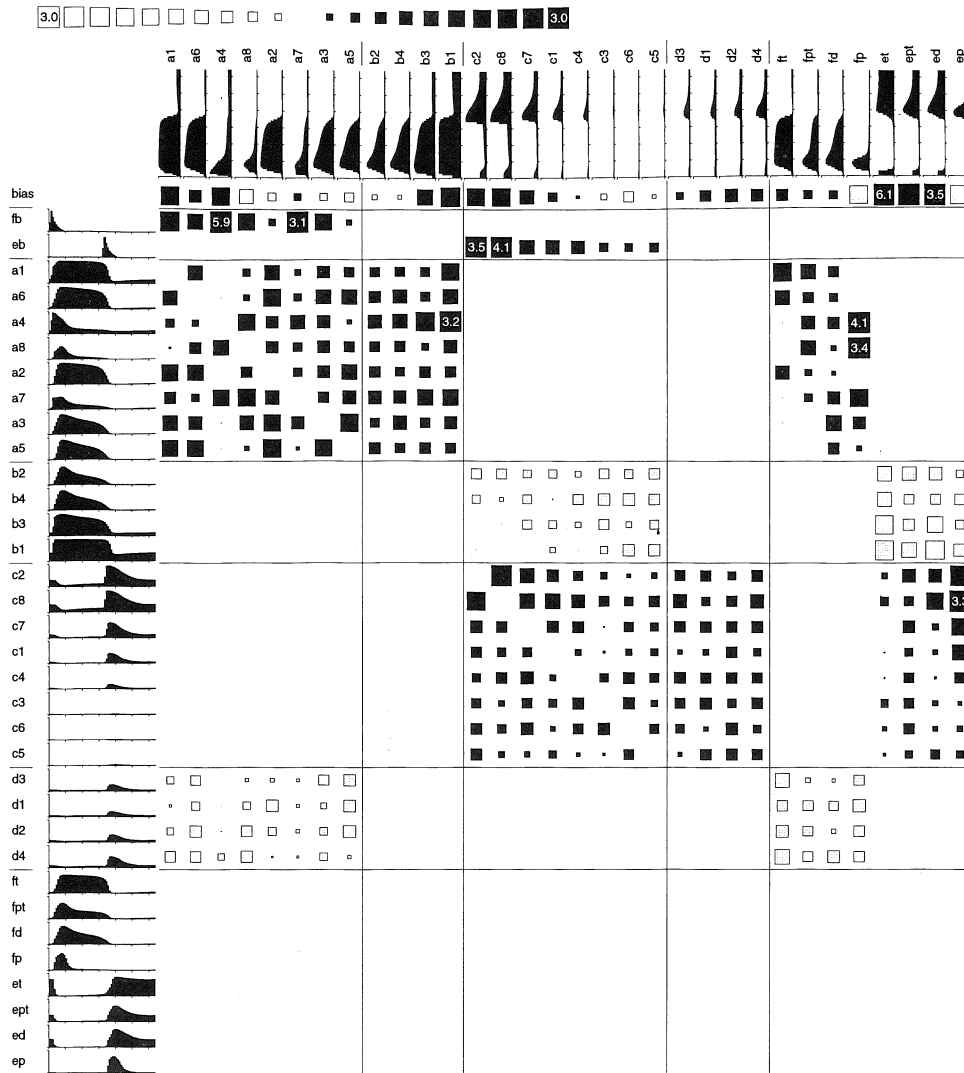 3.0 3.0
a1 a6 a4 a8 a2 a7 a3 a5 b2 b4 b3 b1 c2 c8 c7 c1 c4 c3 c6 c5 d3 d1 d2 d4 ft fpt fd fp et ept ed ep
bias 6.1 3.5
fb 5.9 3.1
eb 3.5 4.1
a1
a6
a4 3.2 4.1
a8 3.4
a2
a7
a3
a5
b2
b4
b3
b1
c2
c8 3.3
c7
c1
c4
c3
c6
c5
d3
d1
d2
d4
ft
fpt
fd
fp
et
ept
ed
ep